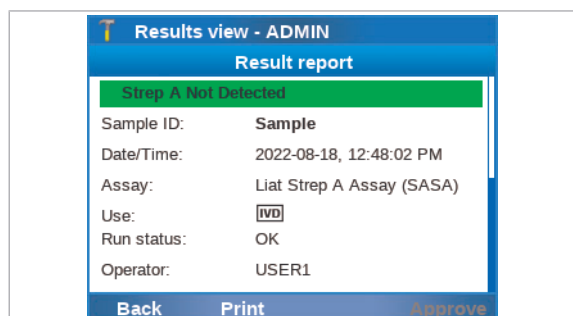 Results view - ADMIN
Result report
Strep A Not Detected
Sample ID: Sample
Date/Time: 2022-08-18, 12:48:02 PM
Assay: Liat Strep A Assay (SASA)
Use: IVD
Run status: OK
Operator: USER1
Back Print Approve